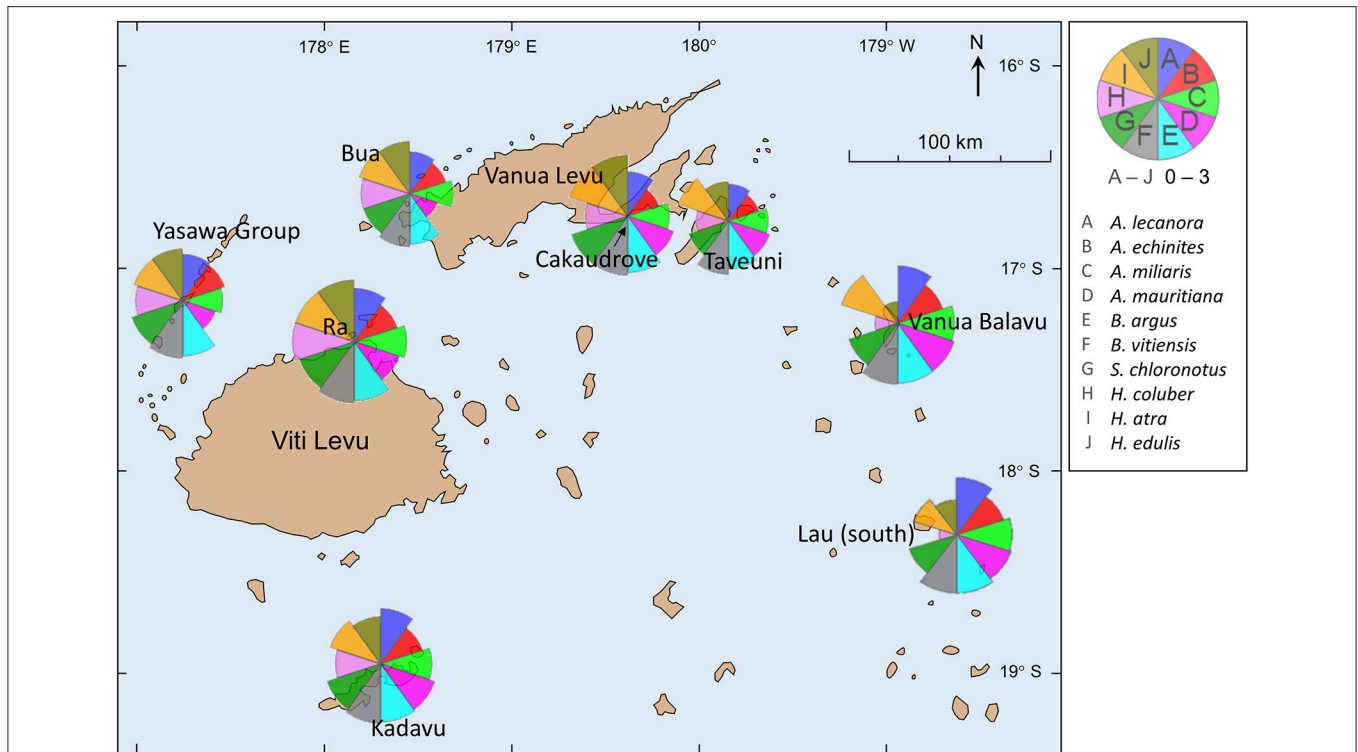 178° E
179° E
180°
179° W
N
16° S
17° S
18° S
19° S
100 km
Bua
Vanua Levu
Yasawa Group
Cakaudrove
Taveuni
Ra
Vanua Balavu
Viti Levu
Lau (south)
Kadavu
J A
I B
H C
G D
F E
A – J 0 – 3
A A. lecanora
B A. echinites
C A. miliaris
D A. mauritiana
E B. argus
F B. vitiensis
G S. chloronotus
H H. coluber
I H. atra
J H. edulis